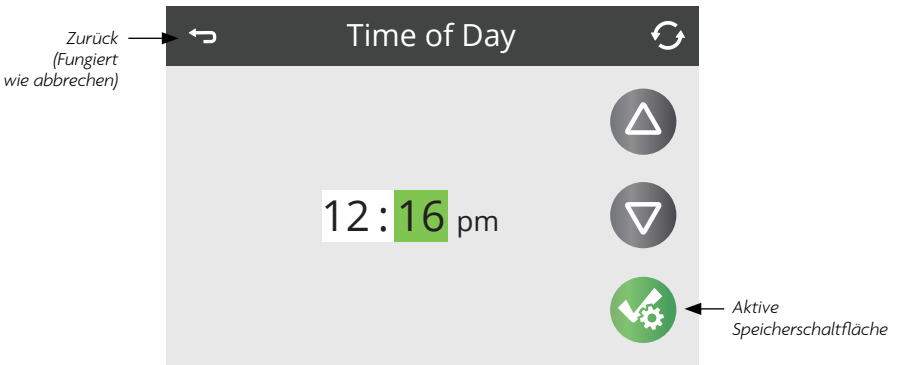 Time of Day
Zurück
(Fungiert
wie abbrechen)
12:16 pm
Aktive
Speicherschaltfläche